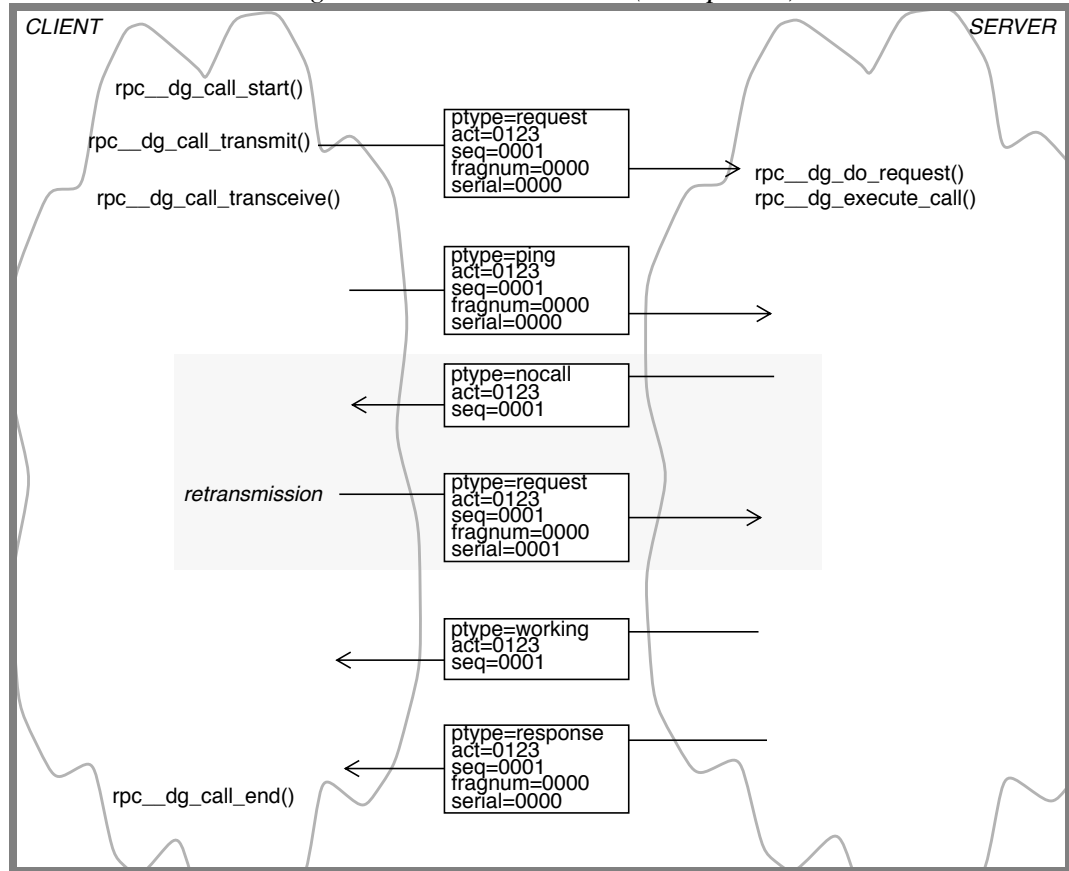 CLIENT
SERVER
rpc__dg_call_start()
rpc__dg_call_transmit()
ptype=request
act=0123
seq=0001
fragnum=0000
serial=0000
rpc__dg_call_transceive()
rpc__dg_do_request()
rpc__dg_execute_call()
ptype=ping
act=0123
seq=0001
fragnum=0000
serial=0000
ptype=nocall
act=0123
seq=0001
retransmission
ptype=request
act=0123
seq=0001
fragnum=0000
serial=0001
ptype=working
act=0123
seq=0001
ptype=response
act=0123
seq=0001
fragnum=0000
serial=0000
rpc__dg_call_end()